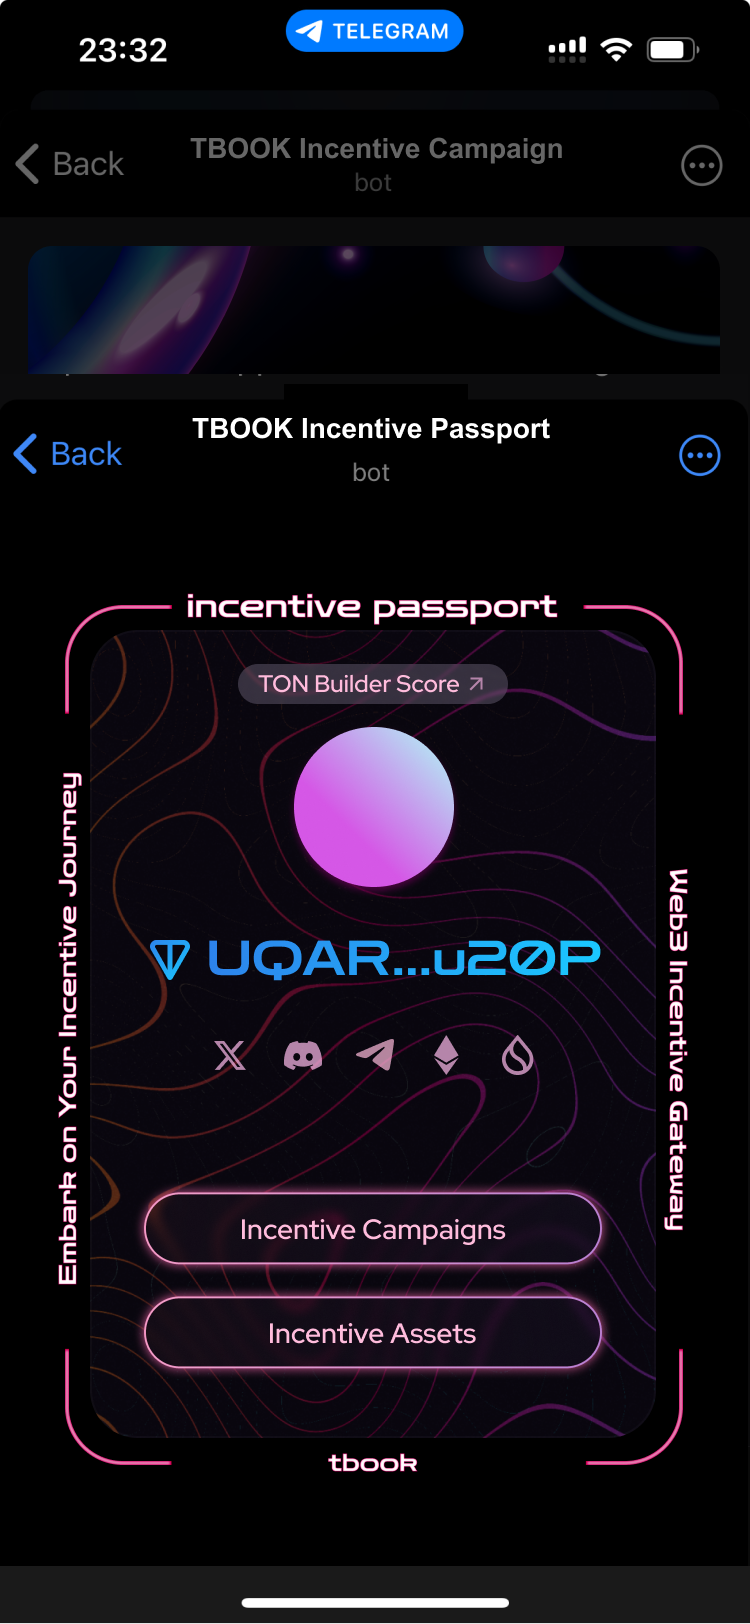 23:32
TELEGRAM
Back
TBOOK Incentive Campaign
bot
Back
TBOOK Incentive Passport
bot
incentive passport
TON Builder Score ↗
Embark on Your Incentive Journey
Web3 Incentive Gateway
UQAR...u20P
Incentive Campaigns
Incentive Assets
tbook